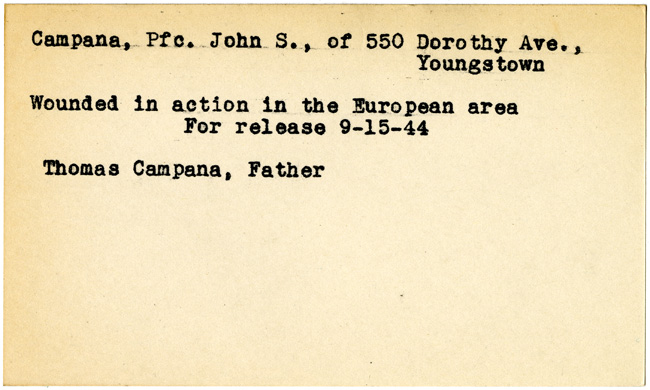 Campana, Pfc. John S., of 550 Dorothy Ave.,
Youngstown
Wounded in action in the European area
For release 9-15-44
Thomas Campana, Father